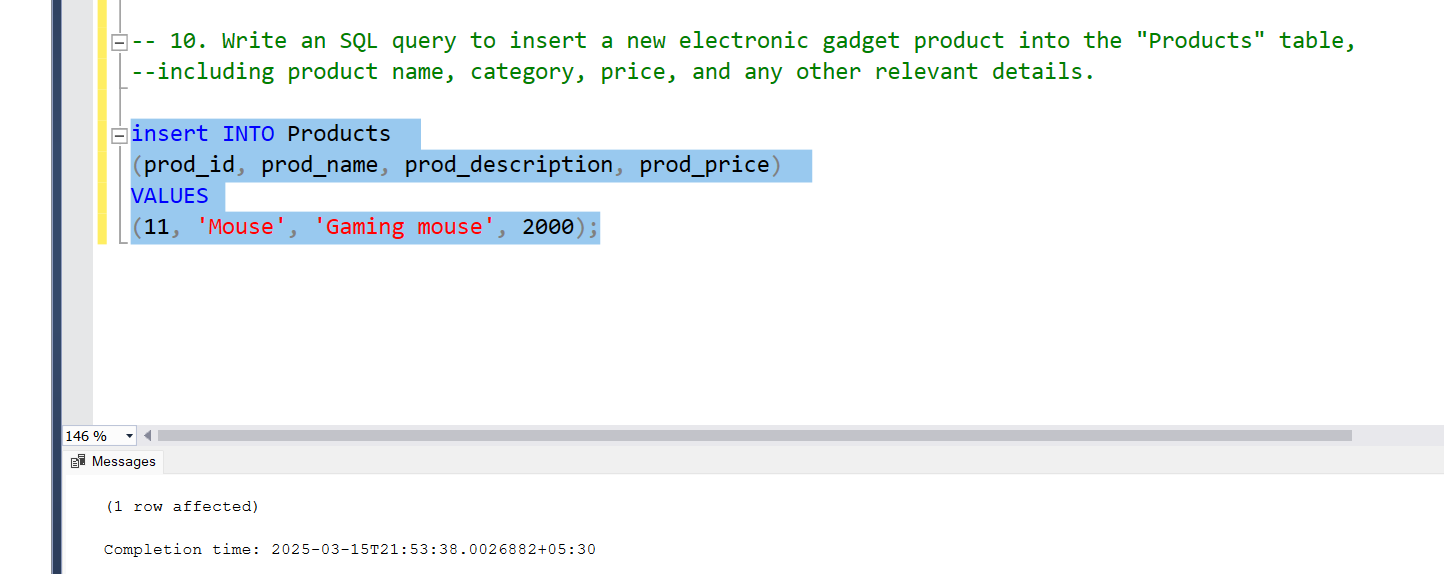 -- 10. Write an SQL query to insert a new electronic gadget product into the "Products" table,
--including product name, category, price, and any other relevant details.
insert INTO Products
(prod_id, prod_name, prod_description, prod_price)
VALUES
(11, 'Mouse', 'Gaming mouse', 2000);
146 %
Messages
(1 row affected)
Completion time: 2025-03-15T21:53:38.0026882+05:30